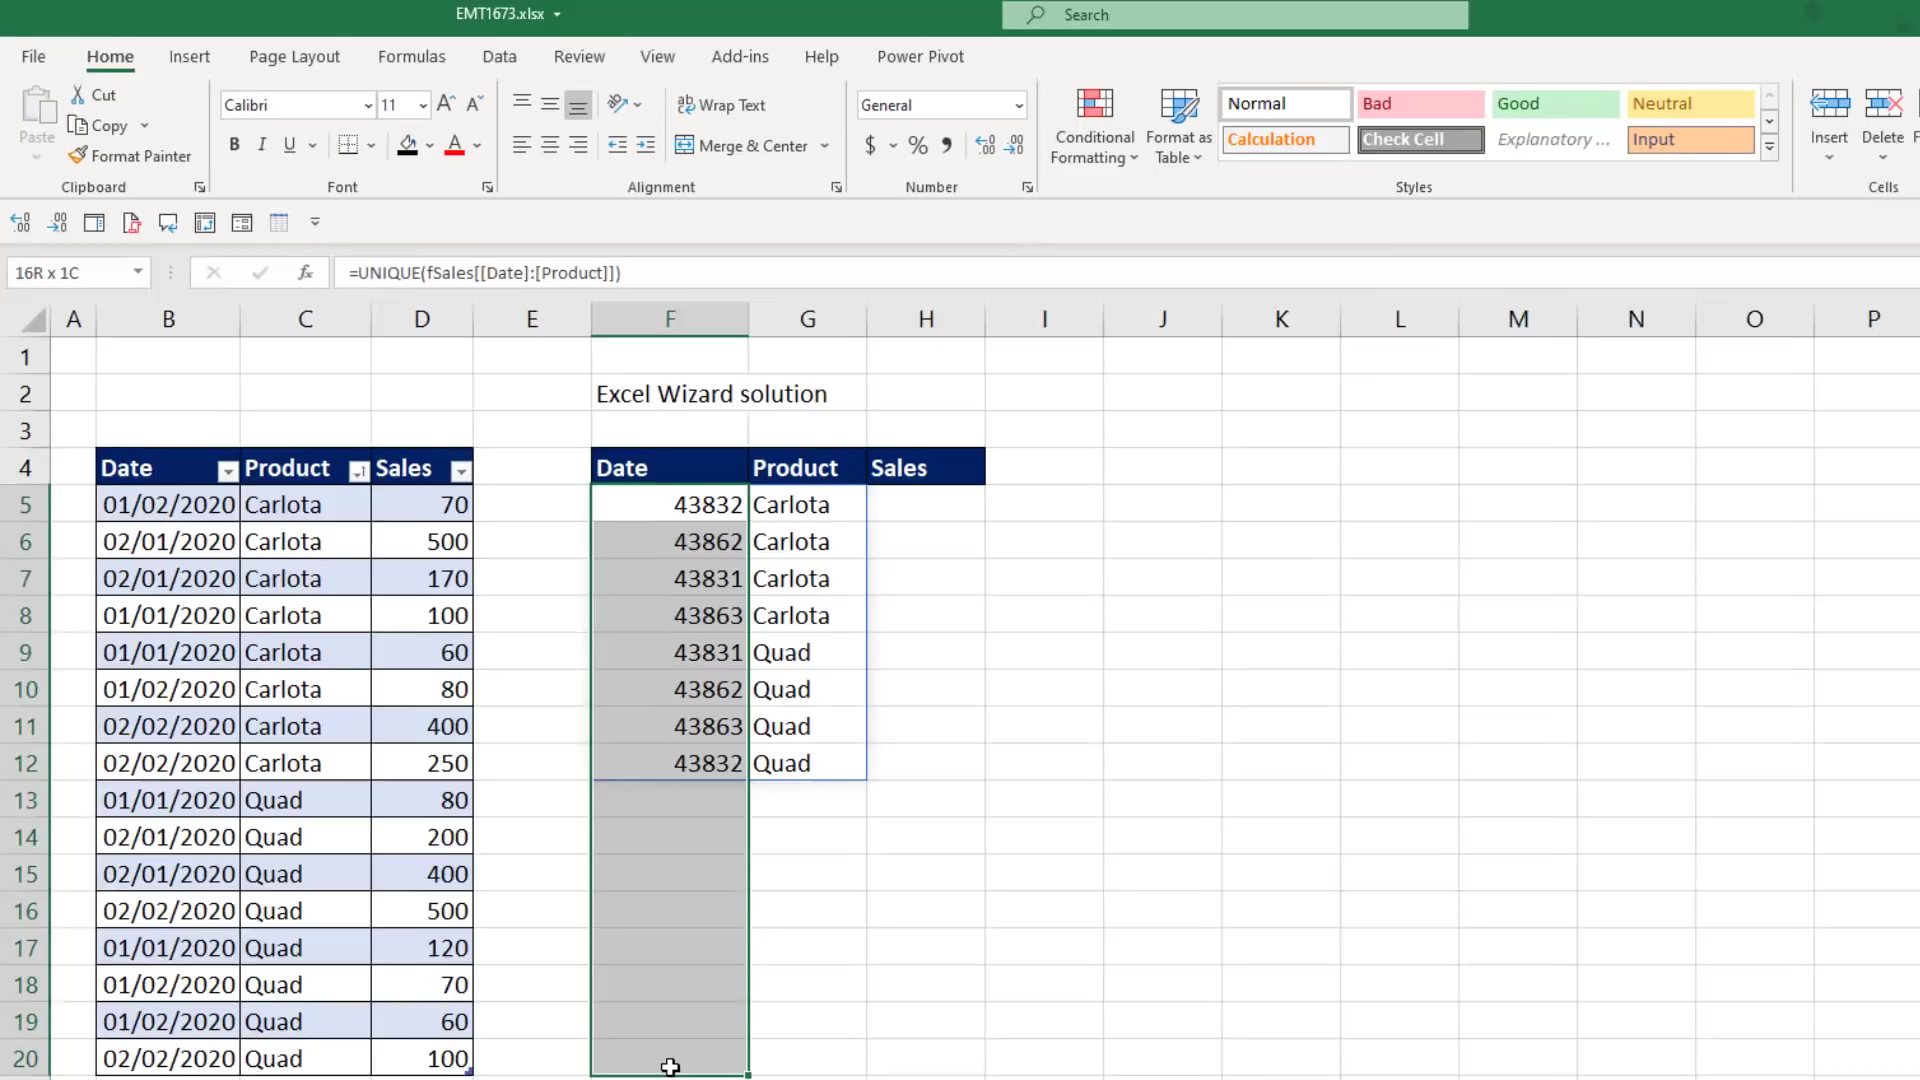 EMT1673.xlsx
Search
File Home Insert Page Layout Formulas Data Review View Add-ins Help Power Pivot
Paste
Cut
Copy
Format Painter
Clipboard
Calibri 11
B I U
Font
Wrap Text
Merge & Center
Alignment
General
$ % 9
Number
Conditional Formatting
Format as Table
Normal Bad Good Neutral
Calculation Check Cell Explanatory ... Input
Styles
Insert Delete
Cells
16R x 1C fx =UNIQUE(fSales[[Date]:[Product]])
A B C D E F G H I J K L M N O P
1
2 Excel Wizard solution
3
4 Date Product Sales Date Product Sales
5 01/02/2020 Carlota 70 43832 Carlota
6 02/01/2020 Carlota 500 43862 Carlota
7 02/01/2020 Carlota 170 43831 Carlota
8 01/01/2020 Carlota 100 43863 Carlota
9 01/01/2020 Carlota 60 43831 Quad
10 01/02/2020 Carlota 80 43862 Quad
11 02/02/2020 Carlota 400 43863 Quad
12 02/02/2020 Carlota 250 43832 Quad
13 01/01/2020 Quad 80
14 02/01/2020 Quad 200
15 02/01/2020 Quad 400
16 02/02/2020 Quad 500
17 01/01/2020 Quad 120
18 01/02/2020 Quad 70
19 01/02/2020 Quad 60
20 02/02/2020 Quad 100